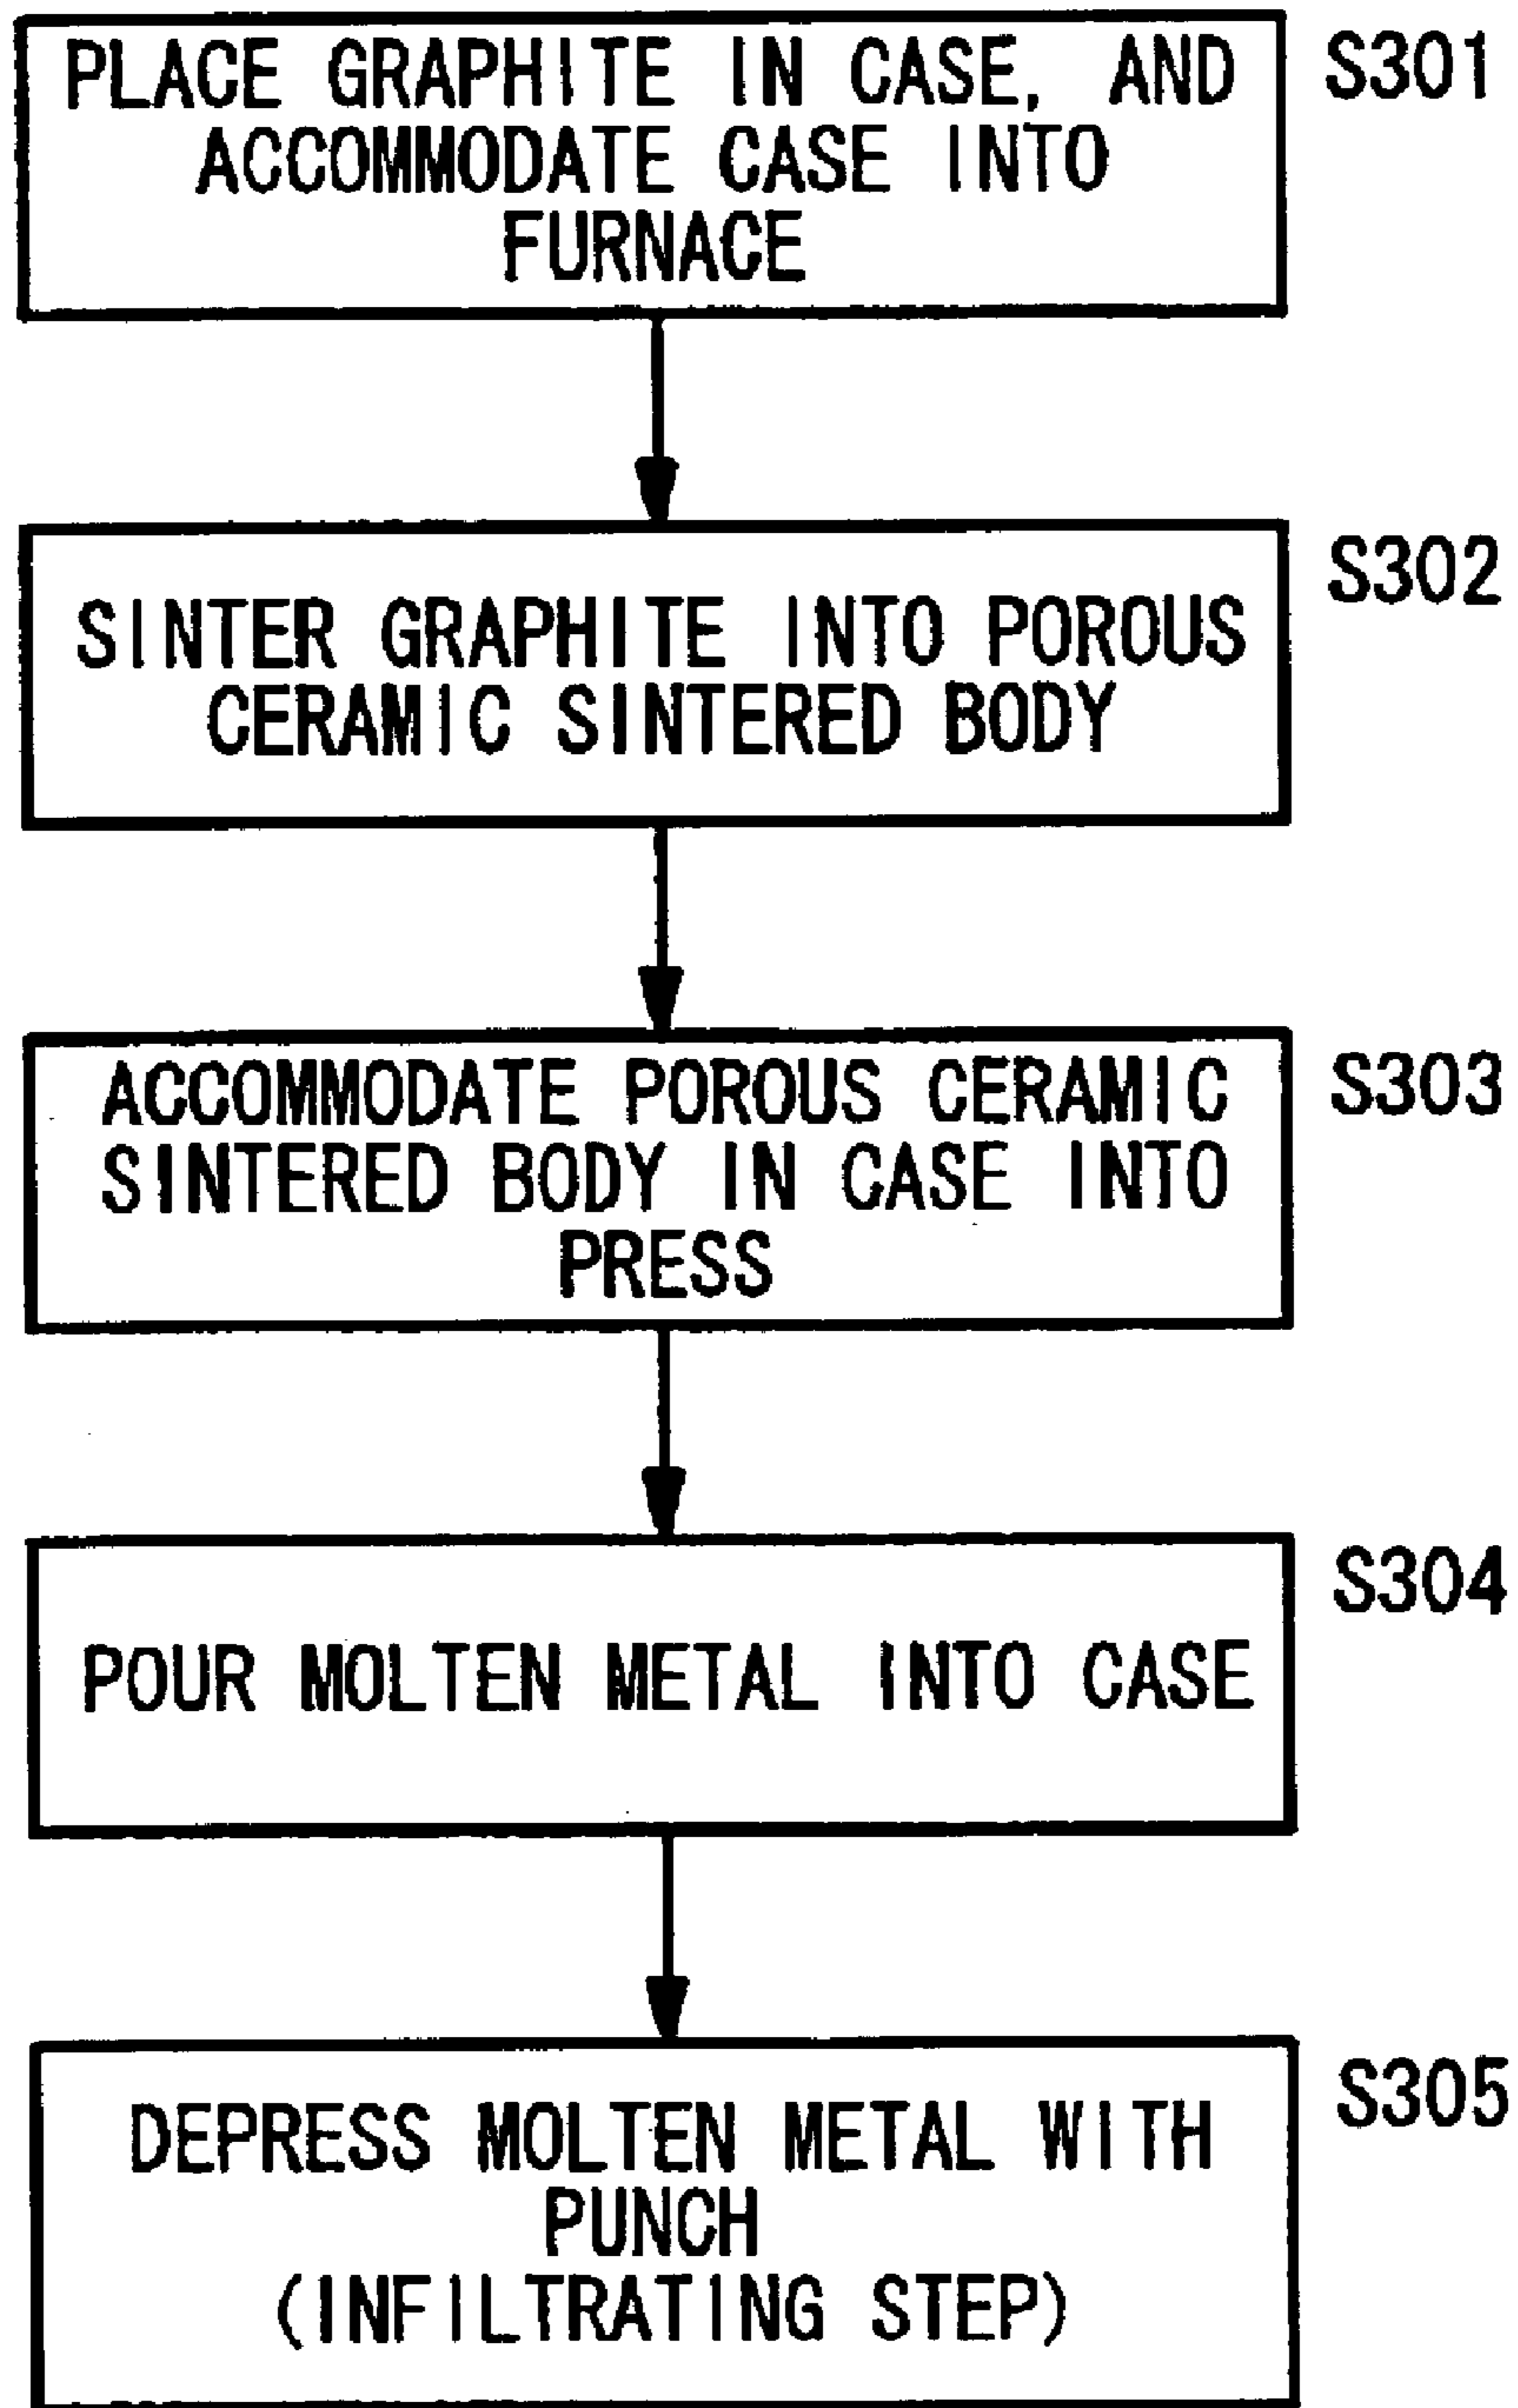 PLACE GRAPHITE IN CASE, AND
ACCOMMODATE CASE INTO
FURNACE
S301
SINTER GRAPHITE INTO POROUS
CERAMIC SINTERED BODY
S302
ACCOMMODATE POROUS CERAMIC
SINTERED BODY IN CASE INTO
PRESS
S303
POUR MOLTEN METAL INTO CASE
S304
DEPRESS MOLTEN METAL WITH
PUNCH
(INFILTRATING STEP)
S305